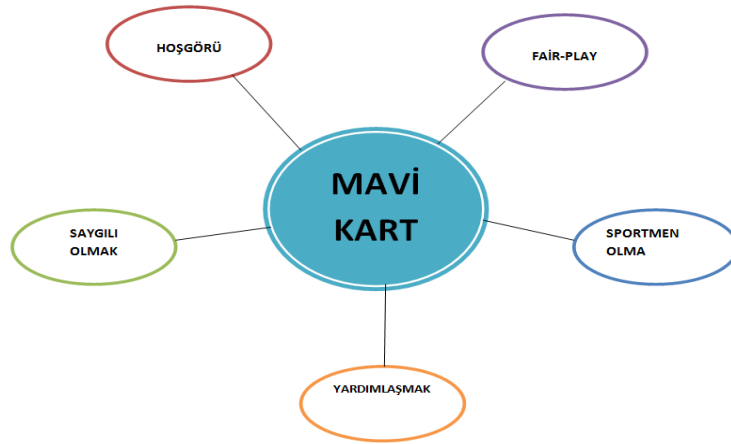 HOŞGÖRÜ
FAİR-PLAY
MAVİ
KART
SAYGILI
OLMAK
SPORTMEN
OLMA
YARDIMLAŞMAK